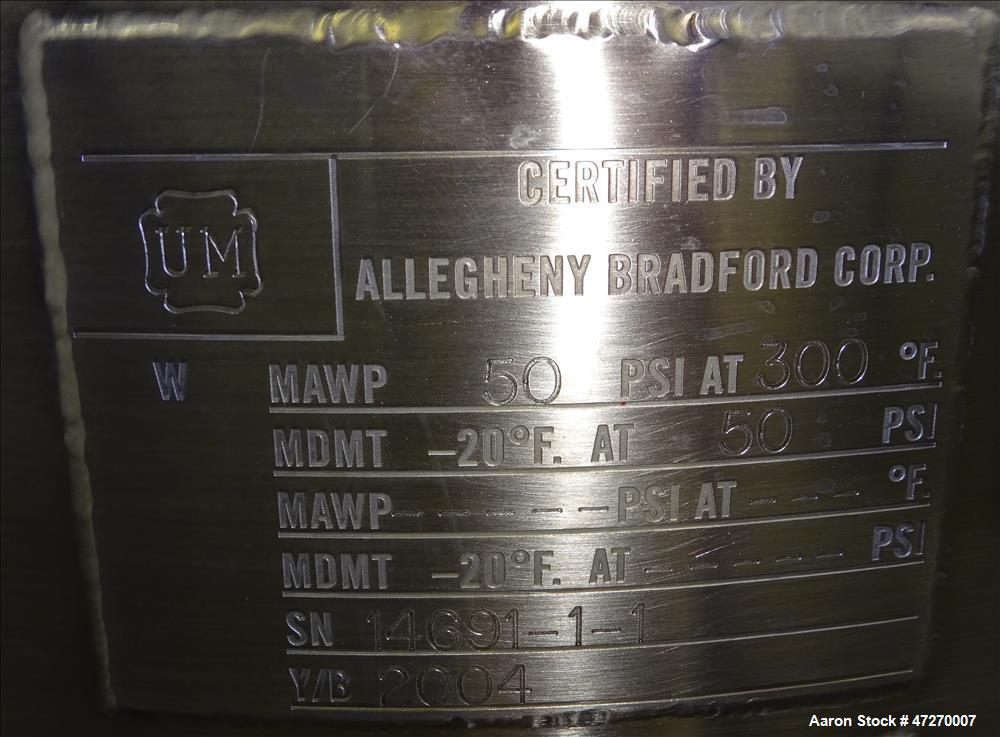 CERTIFIED BY
UM
ALLEGHENY BRADFORD CORP.
W MAWP 50 PSI AT 300 °F.
MDMT -20°F. AT 50 PSI
MAWP-----PSI AT---- °F.
MDMT -20°F. AT ----- PSI
SN 14691-1-1
Y/B 2004
Aaron Stock # 47270007